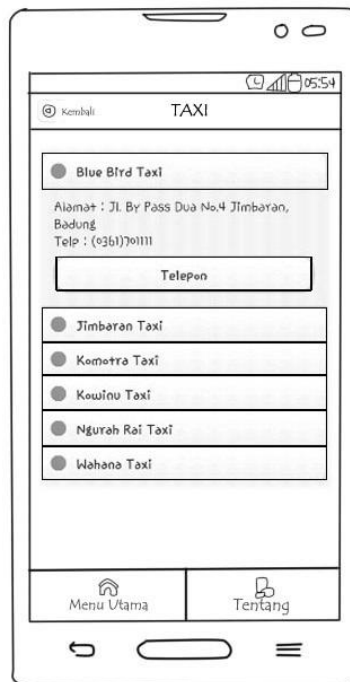 05:54
Kembali
TAXI
Blue Bird Taxi
Alamat : Jl. By Pass Dua No.4 Jimbaran,
Badung
Telp : (0361)701111
Telepon
Jimbaran Taxi
Komotra Taxi
Kowinu Taxi
Ngurah Rai Taxi
Wahana Taxi
Menu Utama
Tentang